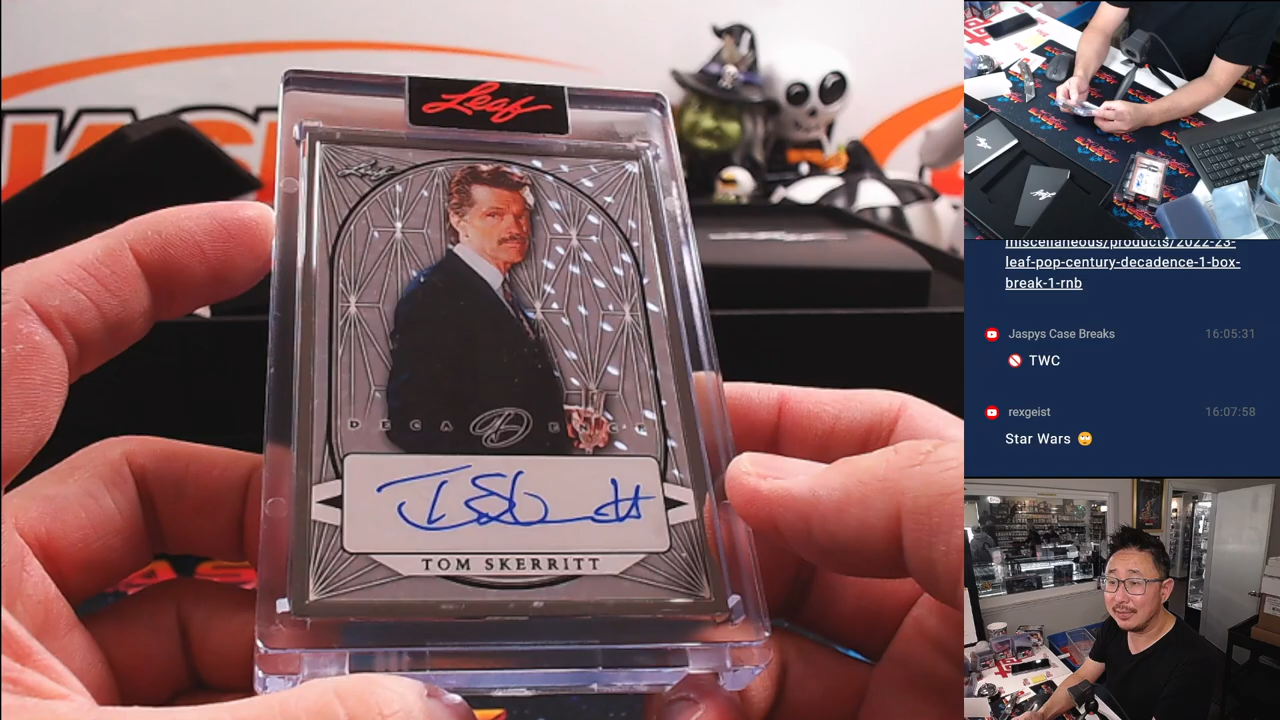 Leaf
Leaf
DECADENCE
D
TOM SKERRITT
miscellaneous/products/2022-23-
leaf-pop-century-decadence-1-box-
break-1-rnb
Jaspys Case Breaks 16:05:31
🚫 TWC
rexgeist 16:07:58
Star Wars 🙄